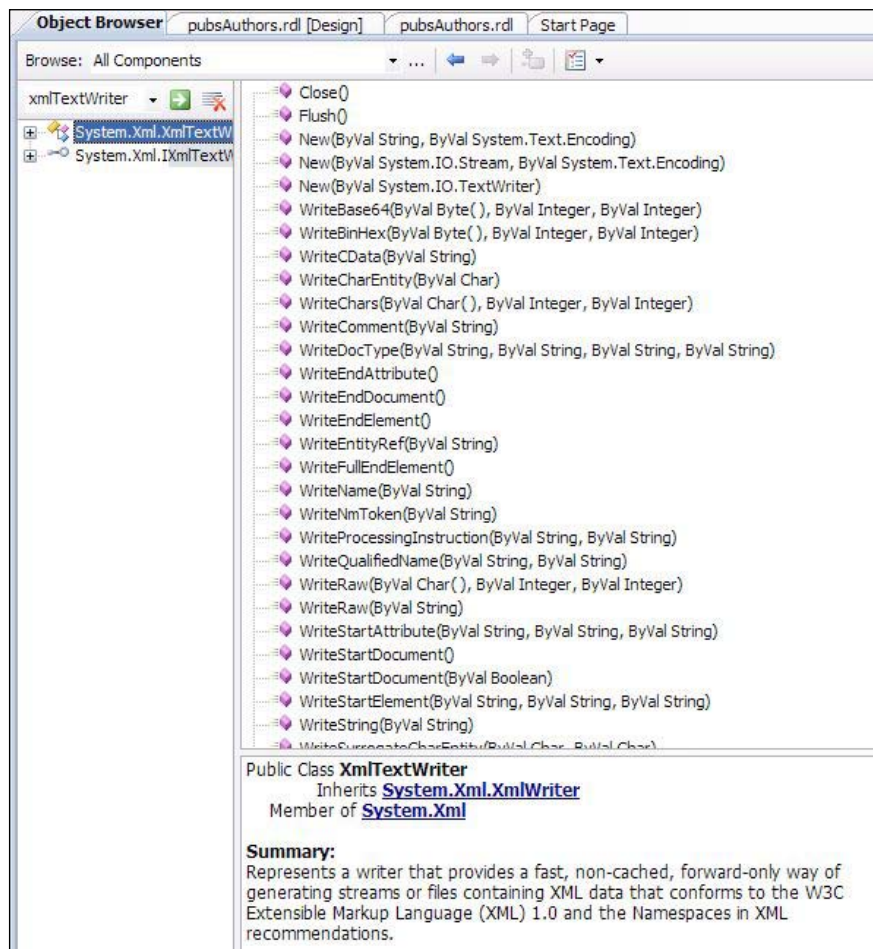 Object Browser pubsAuthors.rdl [Design] pubsAuthors.rdl Start Page
Browse: All Components ...
xmlTextWriter
System.Xml.XmlTextW
System.Xml.IXmlTextW
Close()
Flush()
New(ByVal String, ByVal System.Text.Encoding)
New(ByVal System.IO.Stream, ByVal System.Text.Encoding)
New(ByVal System.IO.TextWriter)
WriteBase64(ByVal Byte(), ByVal Integer, ByVal Integer)
WriteBinHex(ByVal Byte(), ByVal Integer, ByVal Integer)
WriteCData(ByVal String)
WriteCharEntity(ByVal Char)
WriteChars(ByVal Char(), ByVal Integer, ByVal Integer)
WriteComment(ByVal String)
WriteDocType(ByVal String, ByVal String, ByVal String, ByVal String)
WriteEndAttribute()
WriteEndDocument()
WriteEndElement()
WriteEntityRef(ByVal String)
WriteFullEndElement()
WriteName(ByVal String)
WriteNmToken(ByVal String)
WriteProcessingInstruction(ByVal String, ByVal String)
WriteQualifiedName(ByVal String, ByVal String)
WriteRaw(ByVal Char(), ByVal Integer, ByVal Integer)
WriteRaw(ByVal String)
WriteStartAttribute(ByVal String, ByVal String, ByVal String)
WriteStartDocument()
WriteStartDocument(ByVal Boolean)
WriteStartElement(ByVal String, ByVal String, ByVal String)
WriteString(ByVal String)
WriteSurrogateCharEntity(ByVal Char, ByVal Char)
Public Class XmlTextWriter
Inherits System.Xml.XmlWriter
Member of System.Xml
Summary:
Represents a writer that provides a fast, non-cached, forward-only way of
generating streams or files containing XML data that conforms to the W3C
Extensible Markup Language (XML) 1.0 and the Namespaces in XML
recommendations.